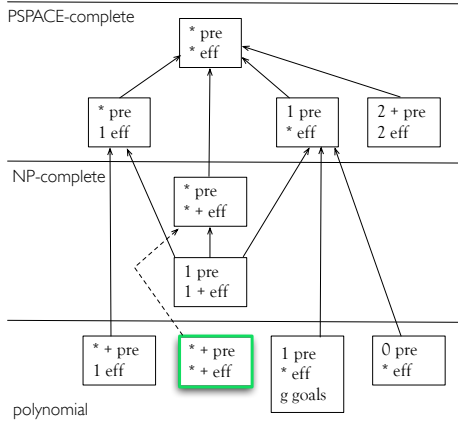 PSPACE-complete
* pre
* eff
* pre
1 eff
1 pre
* eff
2 + pre
2 eff
NP-complete
* pre
* + eff
1 pre
1 + eff
* + pre
1 eff
* + pre
* + eff
1 pre
* eff
g goals
0 pre
* eff
polynomial